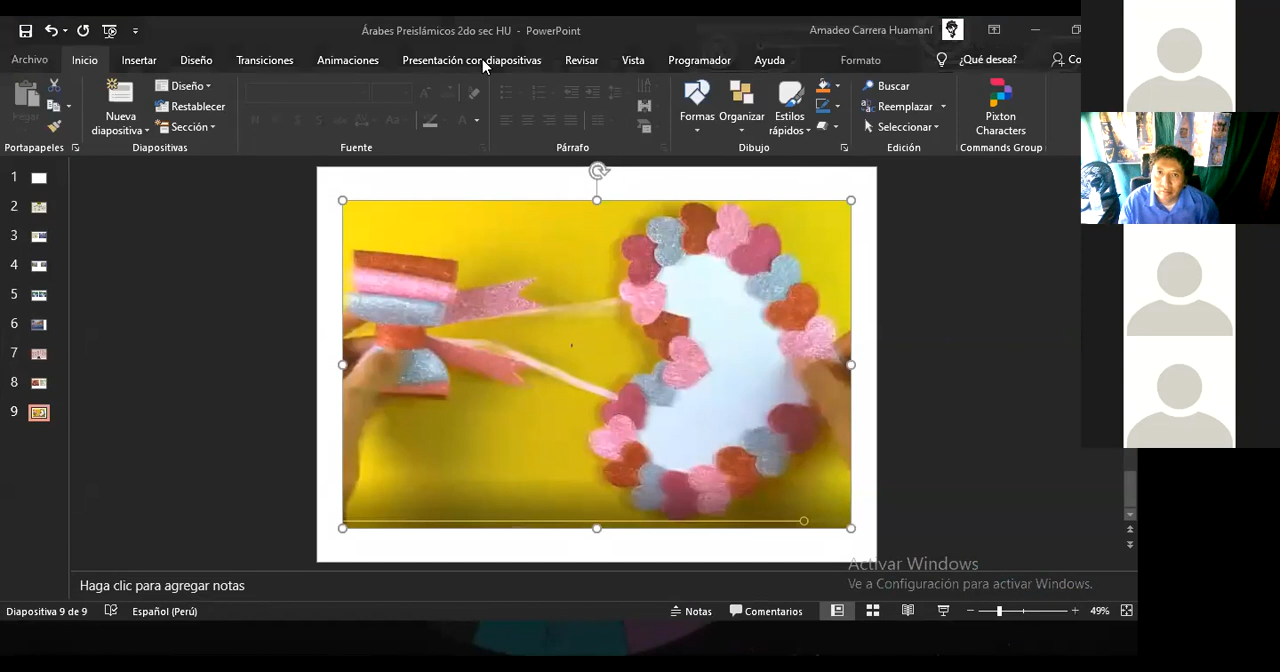 Árabes Preislámicos 2do sec HU - PowerPoint
Amadeo Carrera Huamaní
Archivo Inicio Insertar Diseño Transiciones Animaciones Presentación con diapositivas Revisar Vista Programador Ayuda Formato ¿Qué desea? Co
Pegar
Nueva diapositiva
Diseño
Restablecer
Sección
Formas
Organizar
Estilos rápidos
Buscar
Reemplazar
Seleccionar
Pixton Characters
Portapapeles Diapositivas Fuente Párrafo Dibujo Edición Commands Group
1
2
3
4
5
6
7
8
9
Activar Windows
Ve a Configuración para activar Windows.
Haga clic para agregar notas
Diapositiva 9 de 9 Español (Perú) Notas Comentarios 49%